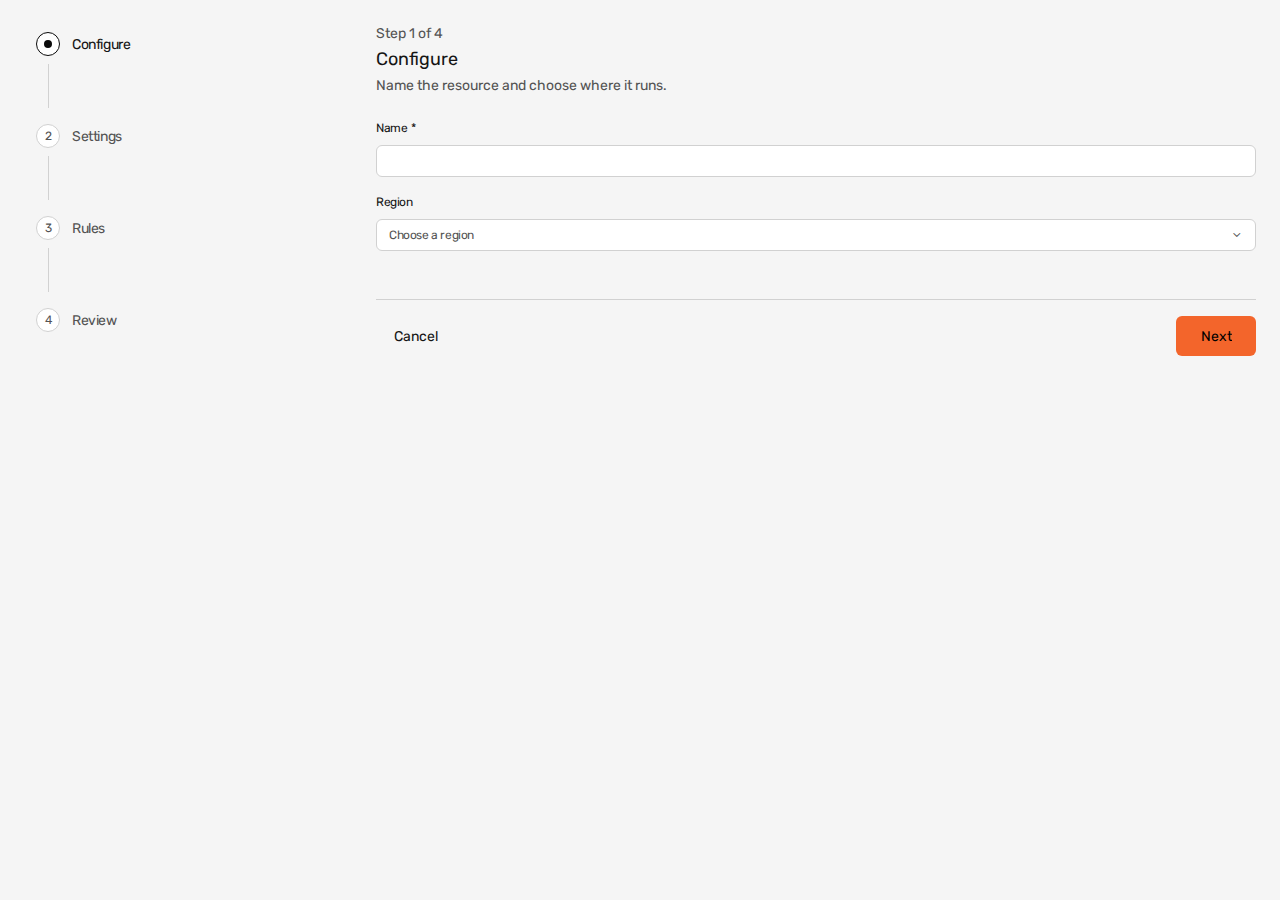 Configure
2 Settings
3 Rules
4 Review
Step 1 of 4
Configure
Name the resource and choose where it runs.
Name *
Region
Choose a region
Cancel
Next